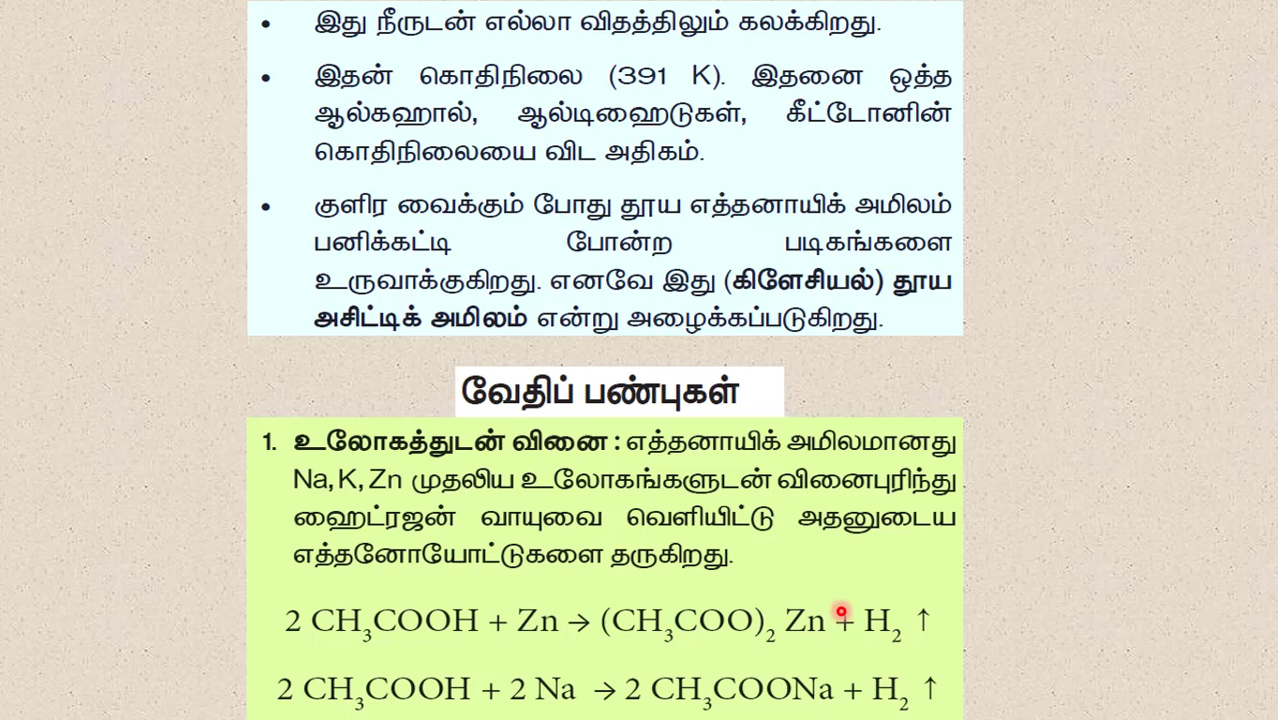 • இது நீருடன் எல்லா விதத்திலும் கலக்கிறது.
• இதன் கொதிநிலை (391 K). இதனை ஒத்த
ஆல்கஹால், ஆல்டிஹைடுகள், கீட்டோனின்
கொதிநிலையை விட அதிகம்.
• குளிர வைக்கும் போது தூய எத்தனாயிக் அமிலம்
பனிக்கட்டி போன்ற படிகங்களை
உருவாக்குகிறது. எனவே இது (கிளேசியல்) தூய
அசிட்டிக் அமிலம் என்று அழைக்கப்படுகிறது.
வேதிப் பண்புகள்
1. உலோகத்துடன் வினை : எத்தனாயிக் அமிலமானது
Na, K, Zn முதலிய உலோகங்களுடன் வினைபுரிந்து
ஹைட்ரஜன் வாயுவை வெளியிட்டு அதனுடைய
எத்தனோயோட்டுகளை தருகிறது.
2 CH₃COOH + Zn → (CH₃COO)₂ Zn + H₂ ↑
2 CH₃COOH + 2 Na → 2 CH₃COONa + H₂ ↑